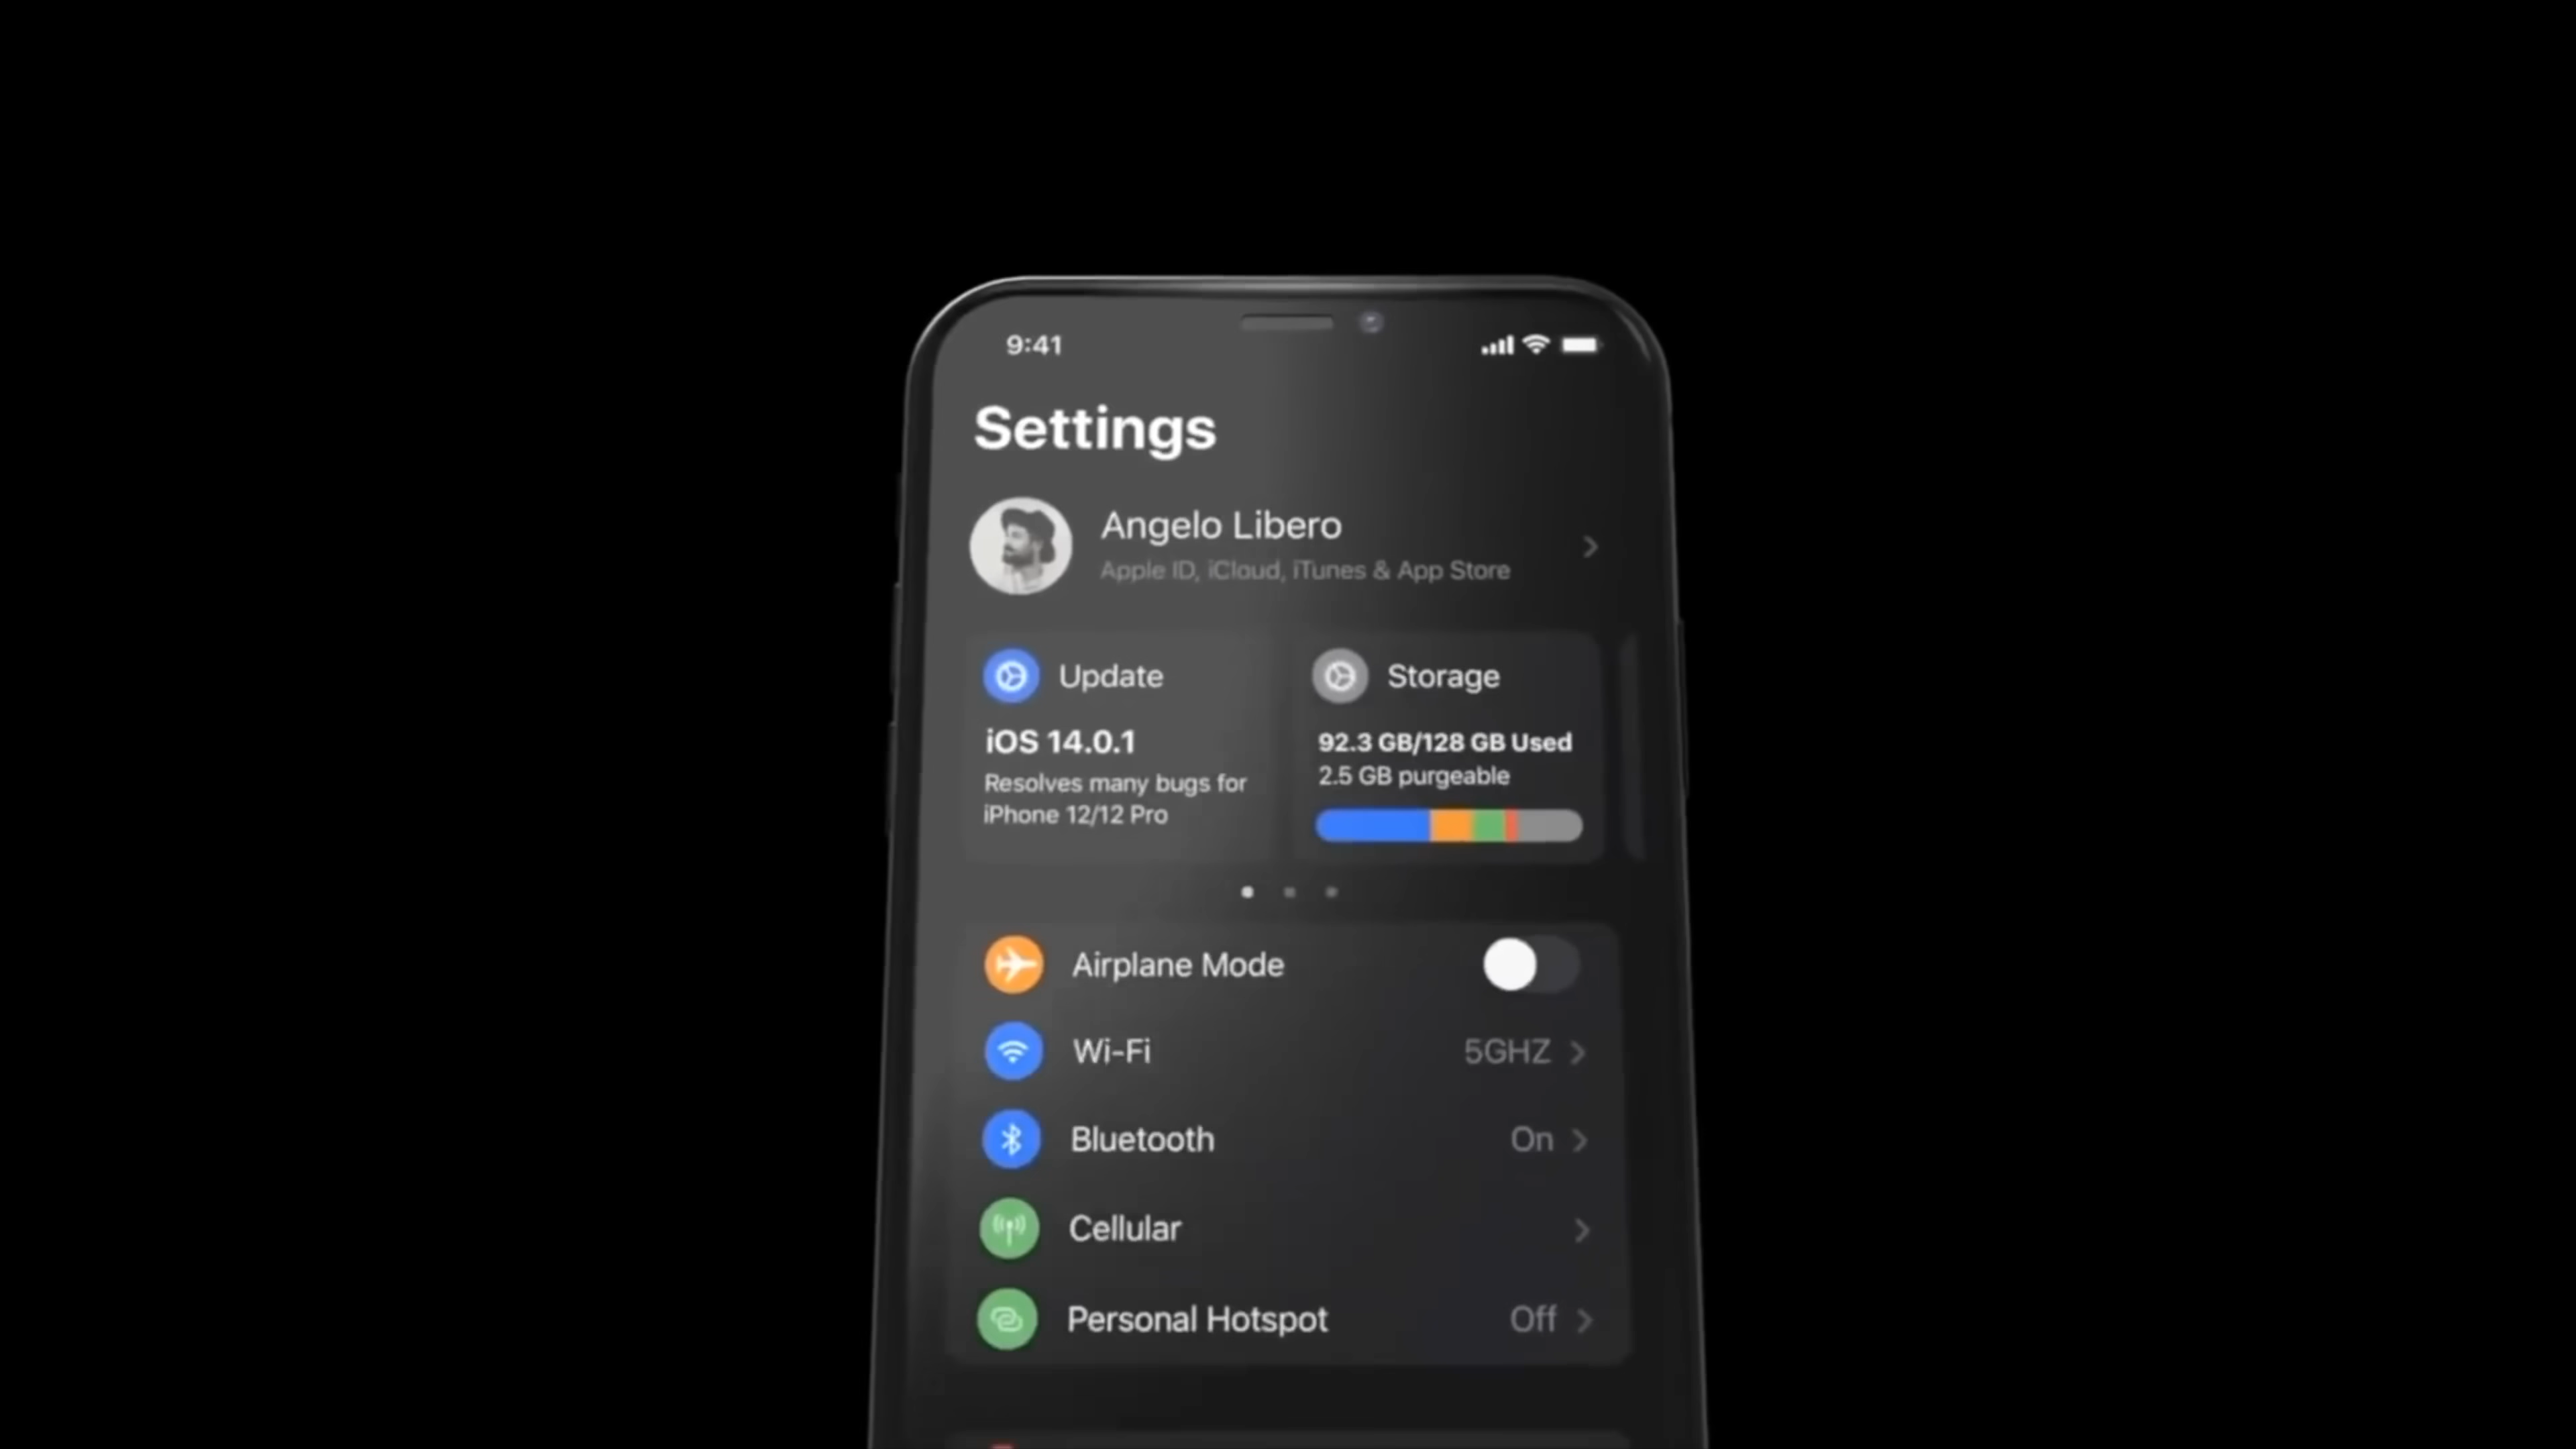 9:41
Settings
Angelo Libero
Apple ID, iCloud, iTunes & App Store
Update
iOS 14.0.1
Resolves many bugs for
iPhone 12/12 Pro
Storage
92.3 GB/128 GB Used
2.5 GB purgeable
Airplane Mode
Wi-Fi 5GHZ
Bluetooth On
Cellular
Personal Hotspot Off